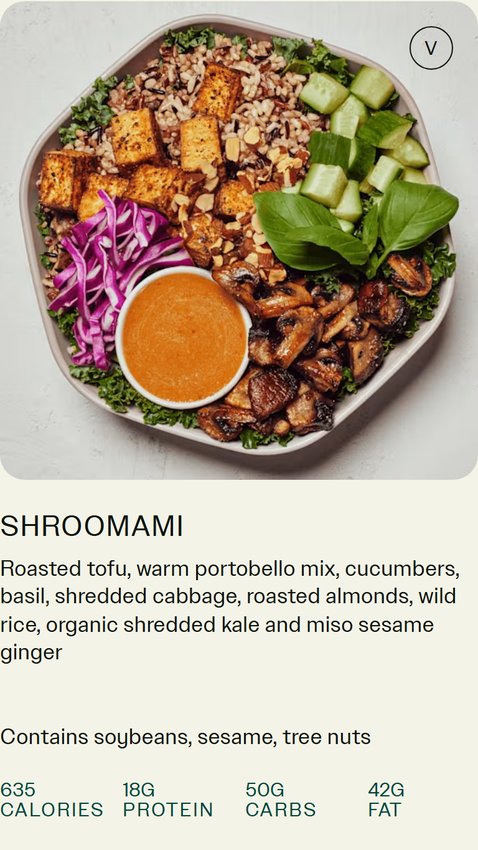 V
SHROOMAMI
Roasted tofu, warm portobello mix, cucumbers,
basil, shredded cabbage, roasted almonds, wild
rice, organic shredded kale and miso sesame
ginger
Contains soybeans, sesame, tree nuts
635 18G 50G 42G
CALORIES PROTEIN CARBS FAT